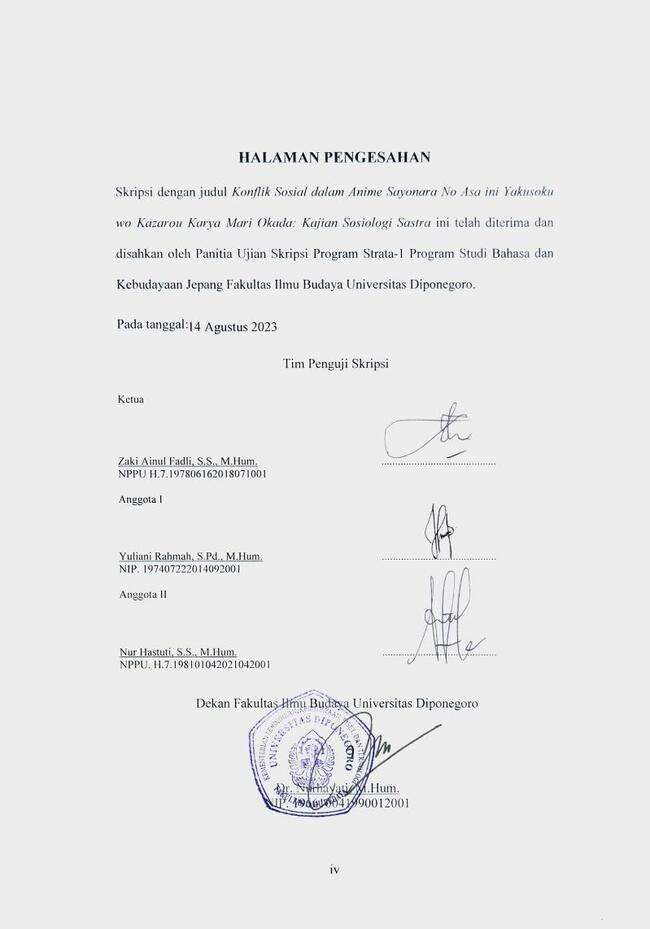 HALAMAN PENGESAHAN
Skripsi dengan judul Konflik Sosial dalam Anime Sayonara No Asa ini Yakusoku
wo Kazarou Karya Mari Okada: Kajian Sosiologi Sastra ini telah diterima dan
disahkan oleh Panitia Ujian Skripsi Program Strata-1 Program Studi Bahasa dan
Kebudayaan Jepang Fakultas Ilmu Budaya Universitas Diponegoro.
Pada tanggal:14 Agustus 2023
Tim Penguji Skripsi
Ketua
Zaki Ainul Fadli, S.S., M.Hum.
NPPU H.7.197806162018071001
Anggota I
Yuliani Rahmah, S.Pd., M.Hum.
NIP. 197407222014092001
Anggota II
Nur Hastuti, S.S., M.Hum.
NPPU. H.7.198101042021042001
Dekan Fakultas Ilmu Budaya Universitas Diponegoro
UNIVERSITAS DIPONEGORO
Dr. Nurhayati, M.Hum.
NIP.
iv